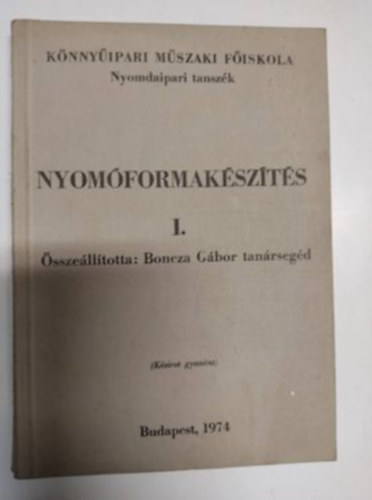 KÖNNYŰIPARI MŰSZAKI FŐISKOLA
Nyomdaipari tanszék
NYOMÓFORMAKÉSZÍTÉS
I.
Összeállította: Boncza Gábor tanársegéd
(Kézirat gyanánt)
Budapest, 1974